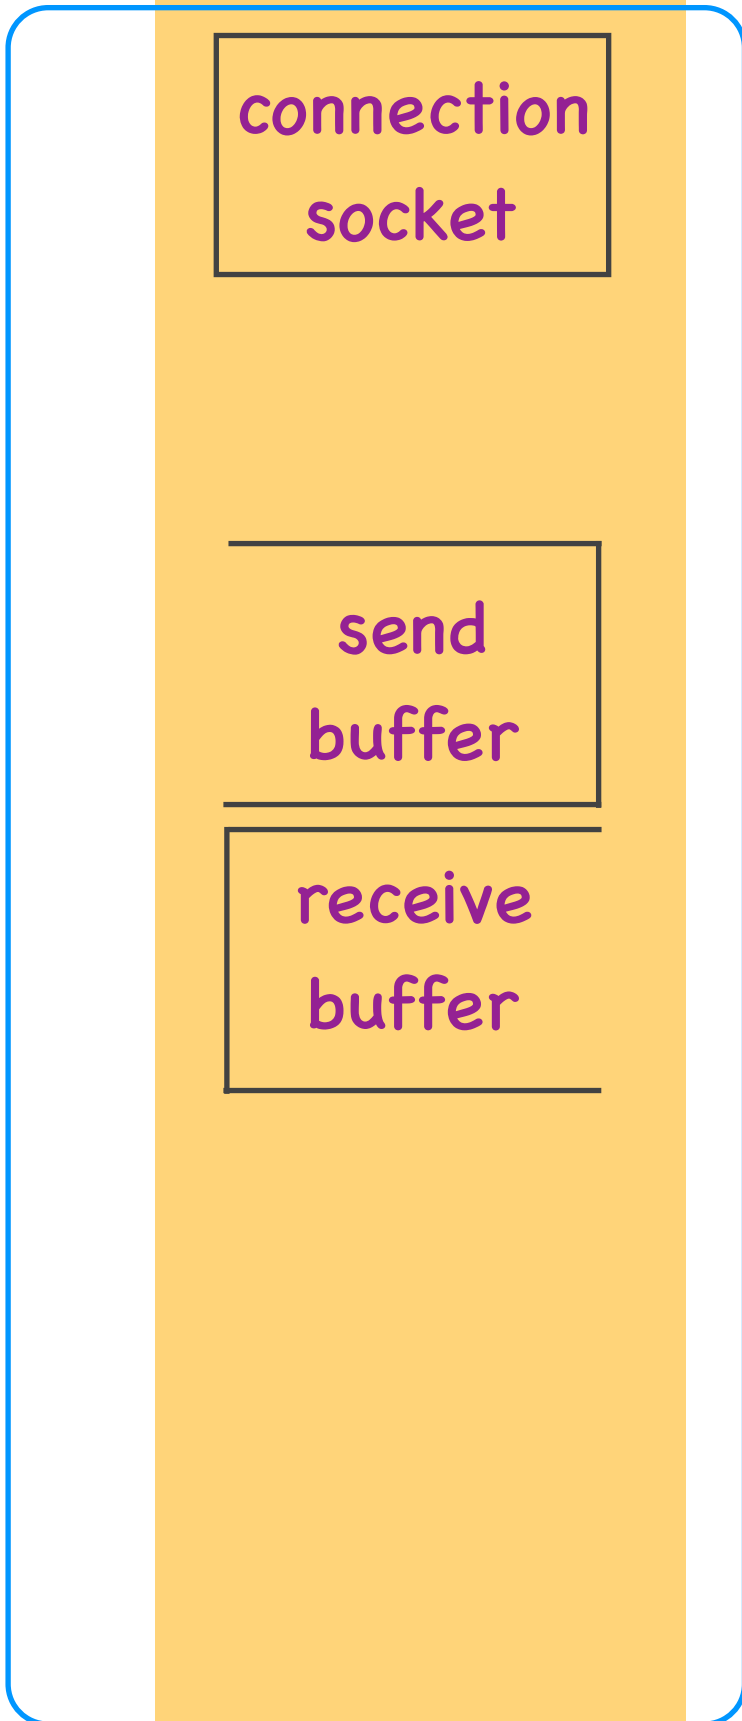 connection
socket
send
buffer
receive
buffer